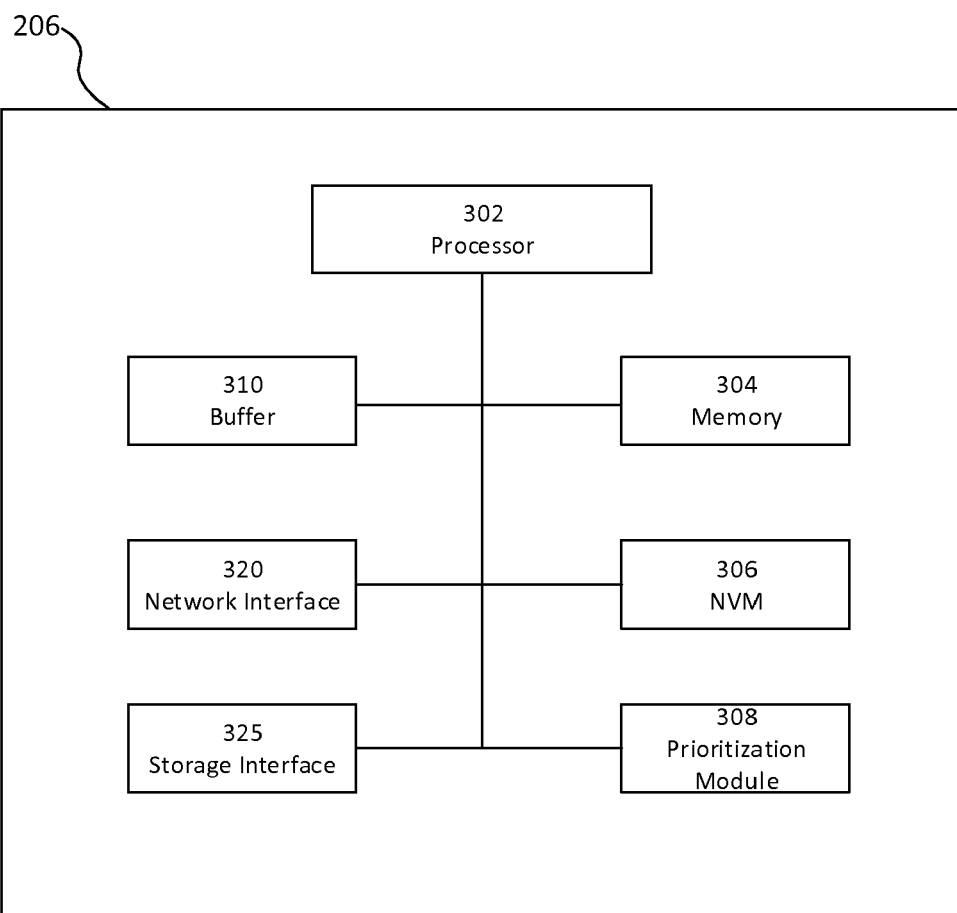 206
302
Processor
310
Buffer
304
Memory
320
Network Interface
306
NVM
325
Storage Interface
308
Prioritization
Module